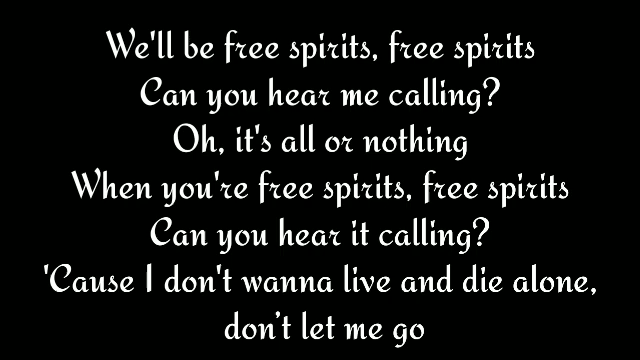 We'll be free spirits, free spirits
Can you hear me calling?
Oh, it's all or nothing
When you're free spirits, free spirits
Can you hear it calling?
'Cause I don't wanna live and die alone,
don’t let me go